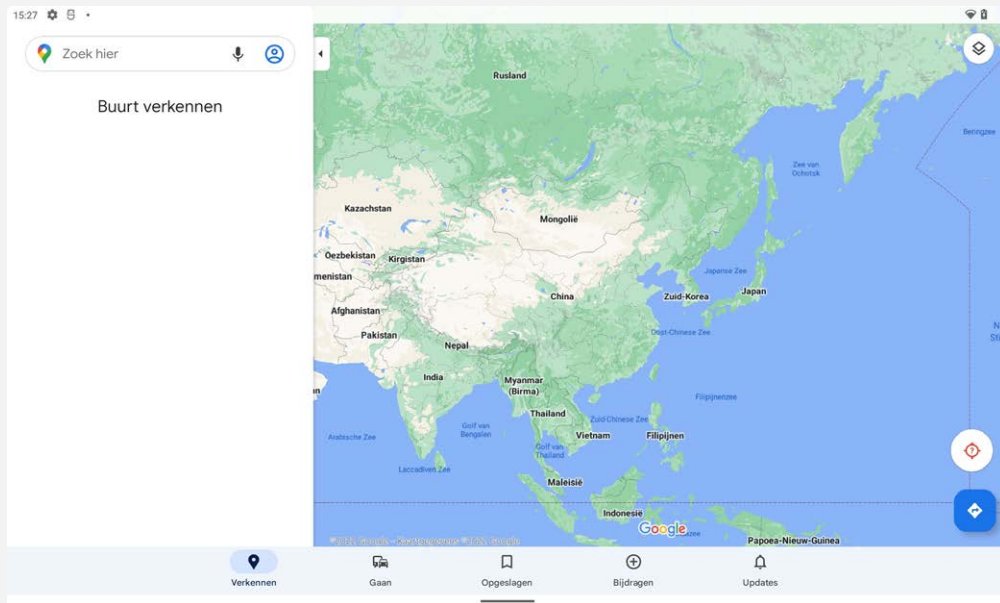 15:27
Zoek hier
Buurt verkennen
Rusland
Beringzee
Zee van
Ochotsk
Kazachstan
Mongolië
Oezbekistan
Kirgistan
menistan
Japanse Zee
China
Zuid-Korea
Japan
Afghanistan
Oost-Chinese Zee
Pakistan
Nepal
India
Myanmar
(Birma)
Filipijnenzee
Thailand
Zuid-Chinese Zee
Golf van
Bengalen
Arabische Zee
Vietnam
Filipijnen
Golf van
Thailand
Laccadiven Zee
Maleisië
Indonesië
Google
Papoea-Nieuw-Guinea
Verkennen
Gaan
Opgeslagen
Bijdragen
Updates